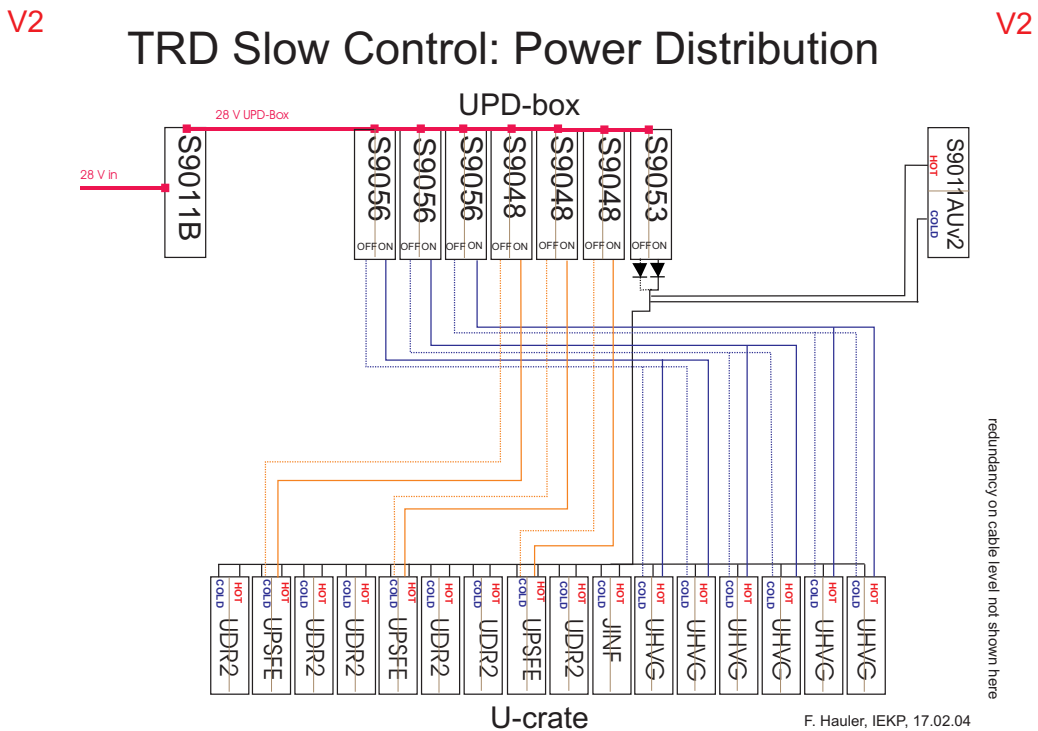 V2
V2
TRD Slow Control: Power Distribution
UPD-box
28 V UPD-Box
28 V in
S9011B
S9056
S9056
S9056
S9048
S9048
S9048
S9053
OFF ON
OFF ON
OFF ON
OFF ON
OFF ON
OFF ON
OFF ON
S9011AUv2
HOT
COLD
redundancy on cable level not shown here
COLD HOT
UDR2
COLD HOT
UPSFE
COLD HOT
UDR2
COLD HOT
UDR2
COLD HOT
UPSFE
COLD HOT
UDR2
COLD HOT
UDR2
COLD HOT
UPSFE
COLD HOT
UDR2
COLD HOT
JINF
COLD HOT
UHVG
COLD HOT
UHVG
COLD HOT
UHVG
COLD HOT
UHVG
COLD HOT
UHVG
COLD HOT
UHVG
U-crate
F. Hauler, IEKP, 17.02.04